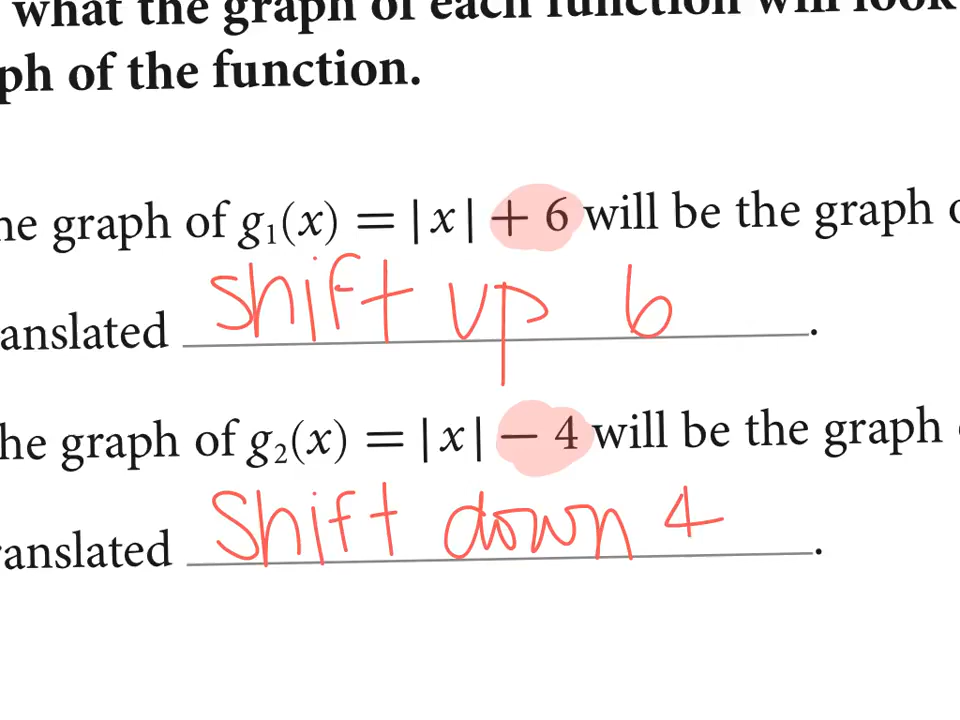 what the graph of each function will look
ph of the function.
he graph of g₁(x) = |x| + 6 will be the graph o
anslated shift up 6.
he graph of g₂(x) = |x| − 4 will be the graph
ranslated Shift down 4.